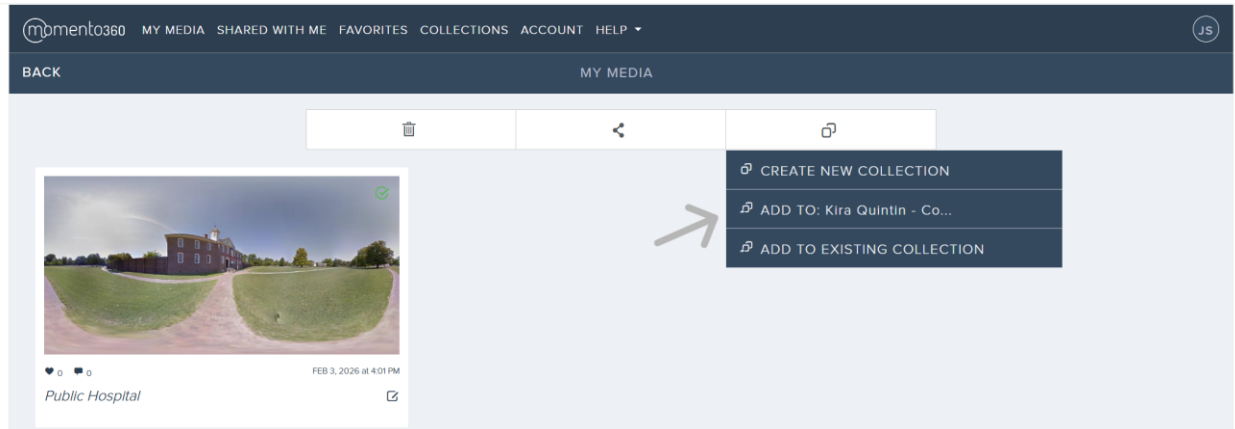 momento360 MY MEDIA SHARED WITH ME FAVORITES COLLECTIONS ACCOUNT HELP JS
BACK MY MEDIA
CREATE NEW COLLECTION
ADD TO: Kira Quintin - Co...
ADD TO EXISTING COLLECTION
0 0 FEB 3, 2026 at 4:01 PM
Public Hospital